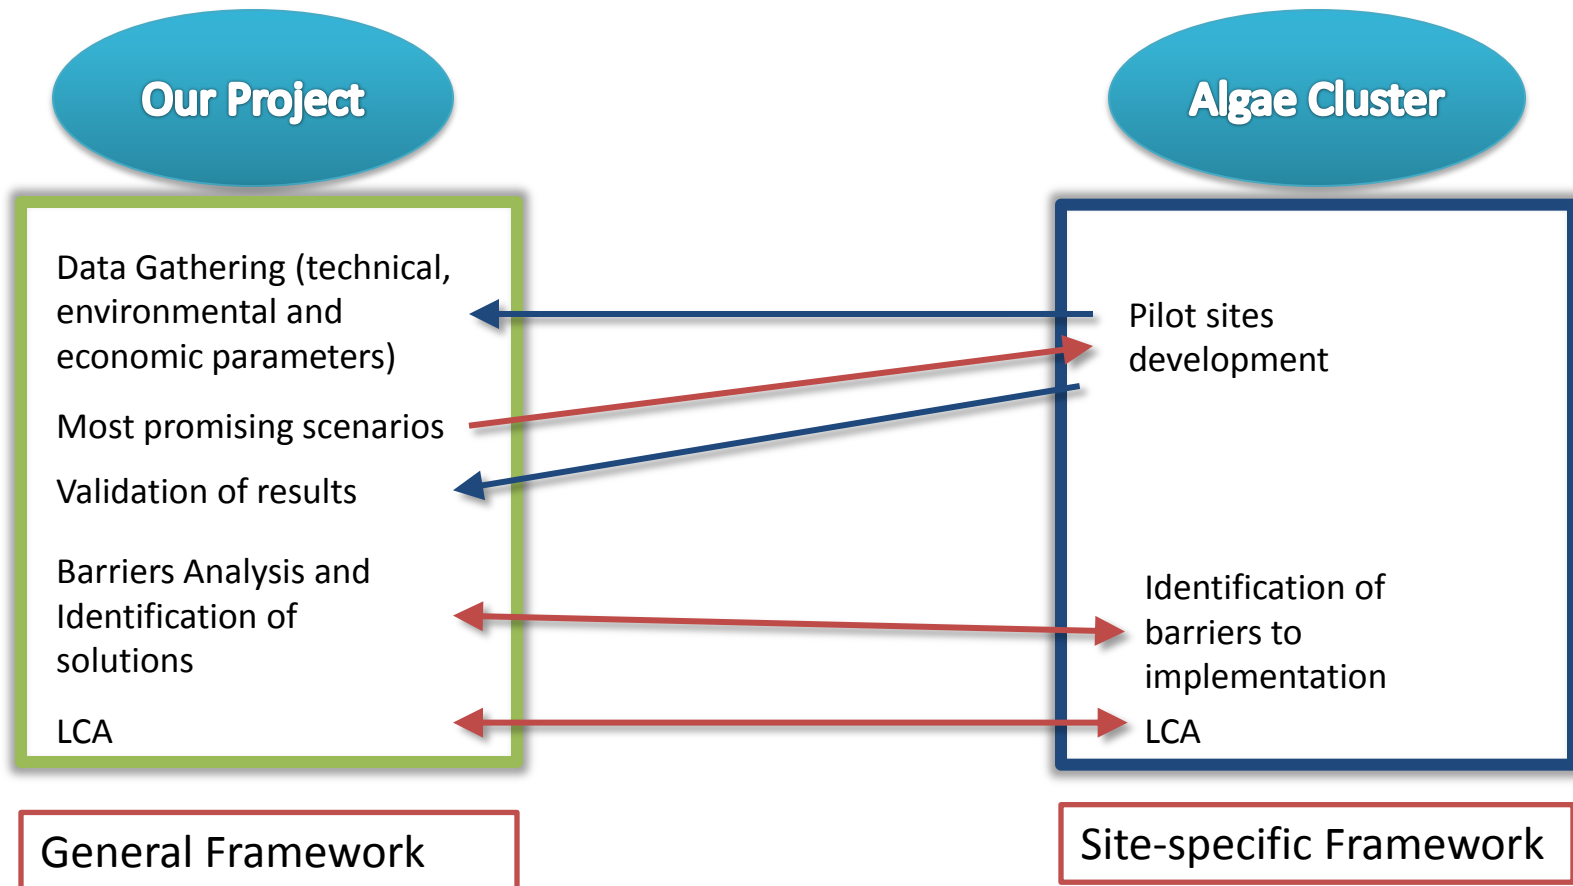 Our Project
Data Gathering (technical,
environmental and
economic parameters)
Most promising scenarios
Validation of results
Barriers Analysis and
Identification of
solutions
LCA
General Framework
Algae Cluster
Pilot sites
development
Identification of
barriers to
implementation
LCA
Site-specific Framework